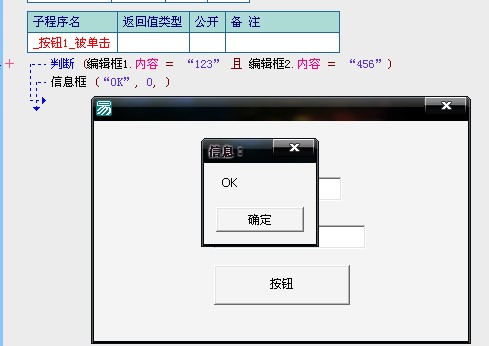 子程序名 返回值类型 公开 备 注
_按钮1_被单击
判断 (编辑框1.内容 = “123” 且 编辑框2.内容 = “456”)
信息框 (“OK”, 0, )
易
信息：
OK
确定
按钮